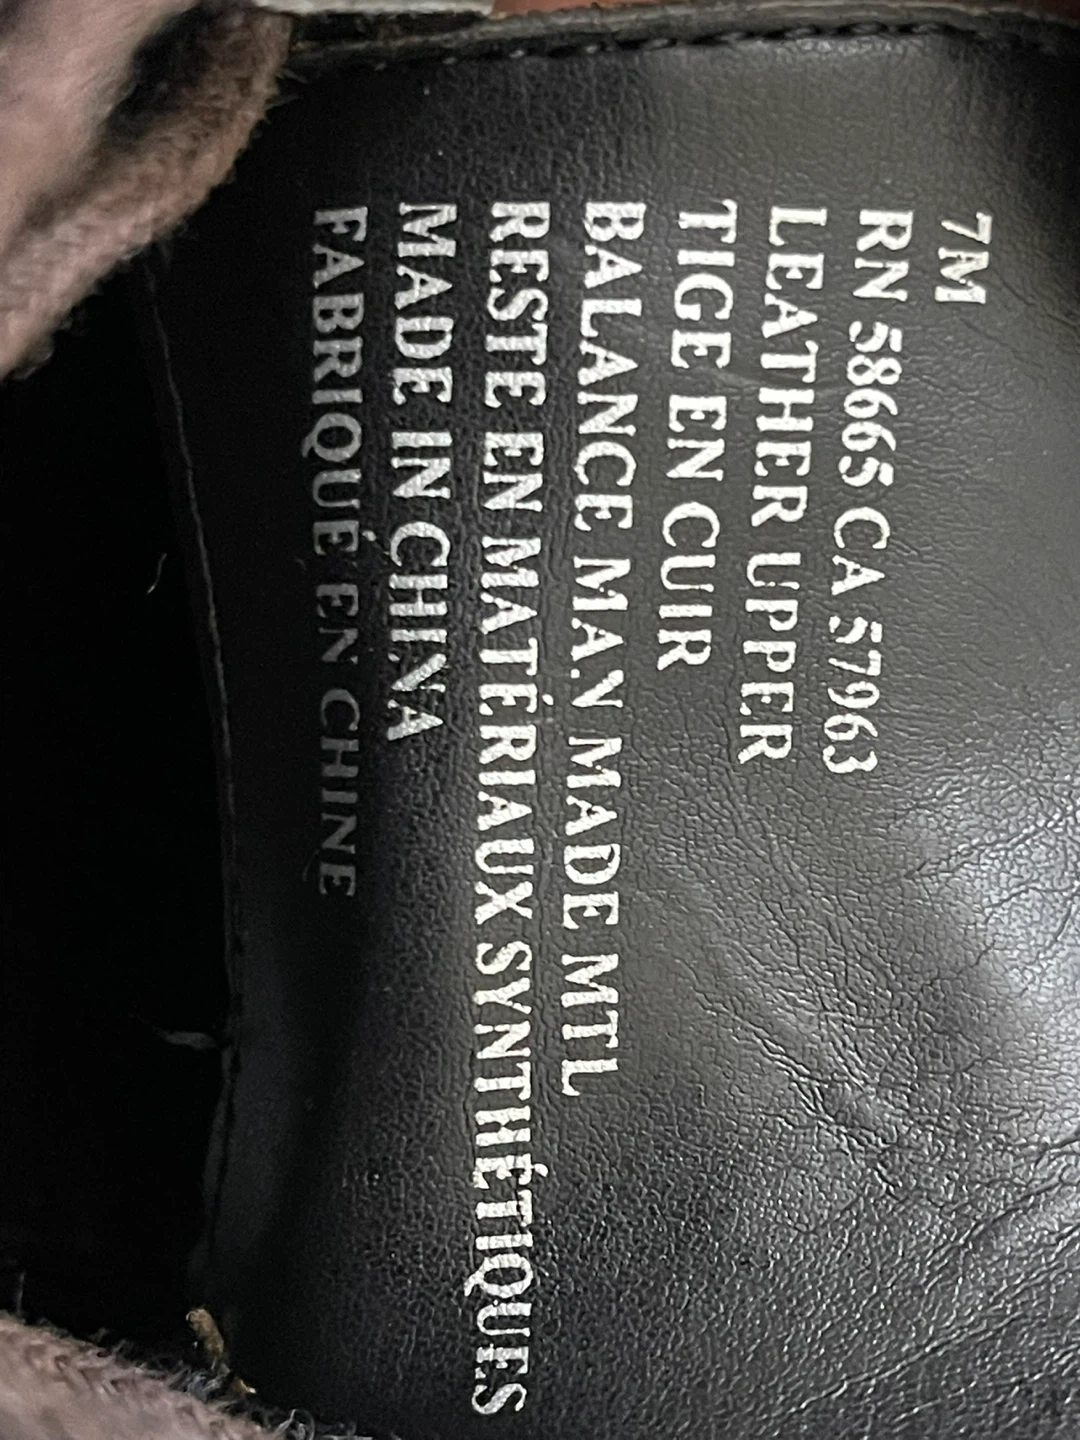 7M
RN 58665 CA 57963
LEATHER UPPER
TIGE EN CUIR
BALANCE MAN MADE MTL
RESTE EN MATÉRIAUX SYNTHÉTIQUES
MADE IN CHINA
FABRIQUÉ EN CHINE